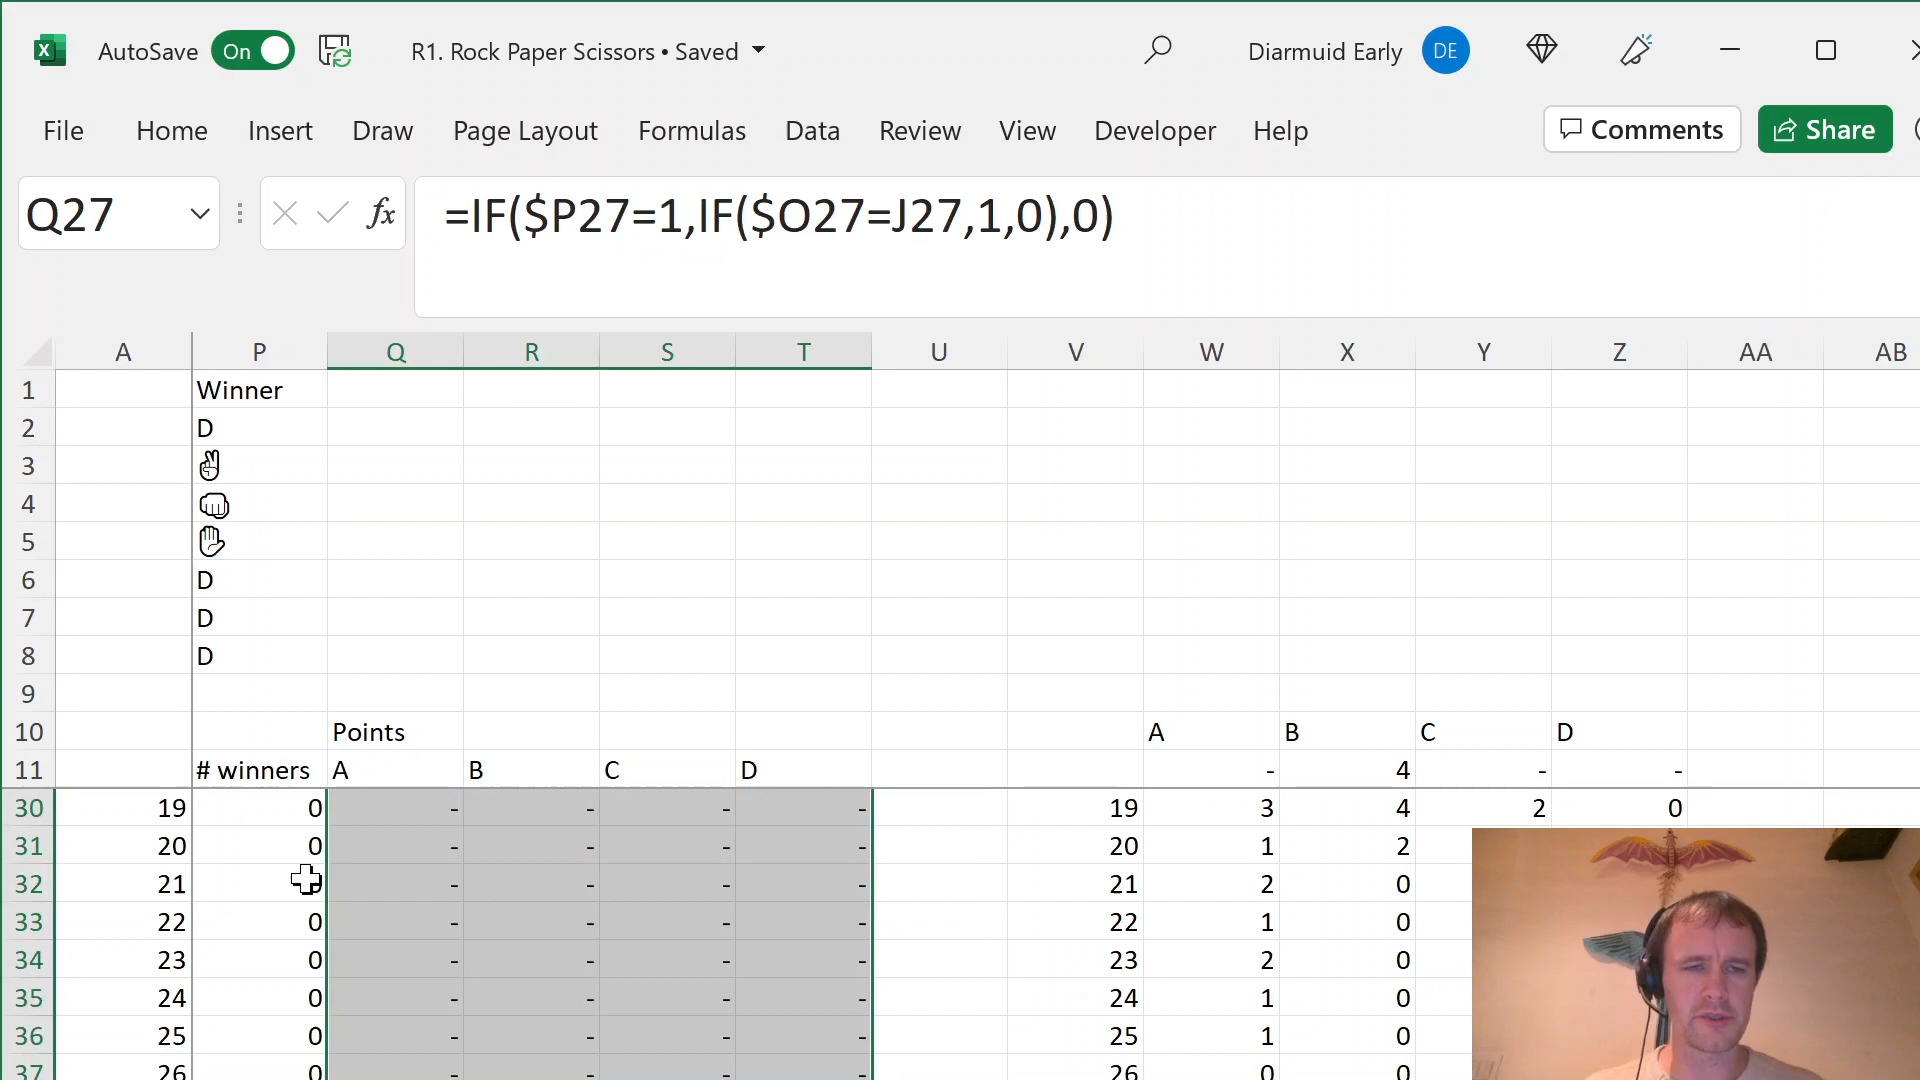 AutoSave On R1. Rock Paper Scissors • Saved Diarmuid Early DE
File Home Insert Draw Page Layout Formulas Data Review View Developer Help Comments Share
Q27 fx =IF($P27=1,IF($O27=J27,1,0),0)
A P Q R S T U V W X Y Z AA AB
1 Winner
2 D
3
4
5
6 D
7 D
8 D
9
10 Points A B C D
11 # winners A B C D - 4 - -
30 19 0 - - - - 19 3 4 2 0
31 20 0 - - - - 20 1 2
32 21 - - - - 21 2 0
33 22 0 - - - - 22 1 0
34 23 0 - - - - 23 2 0
35 24 0 - - - - 24 1 0
36 25 0 - - - - 25 1 0
37 26 0 - - - - 26 0 0